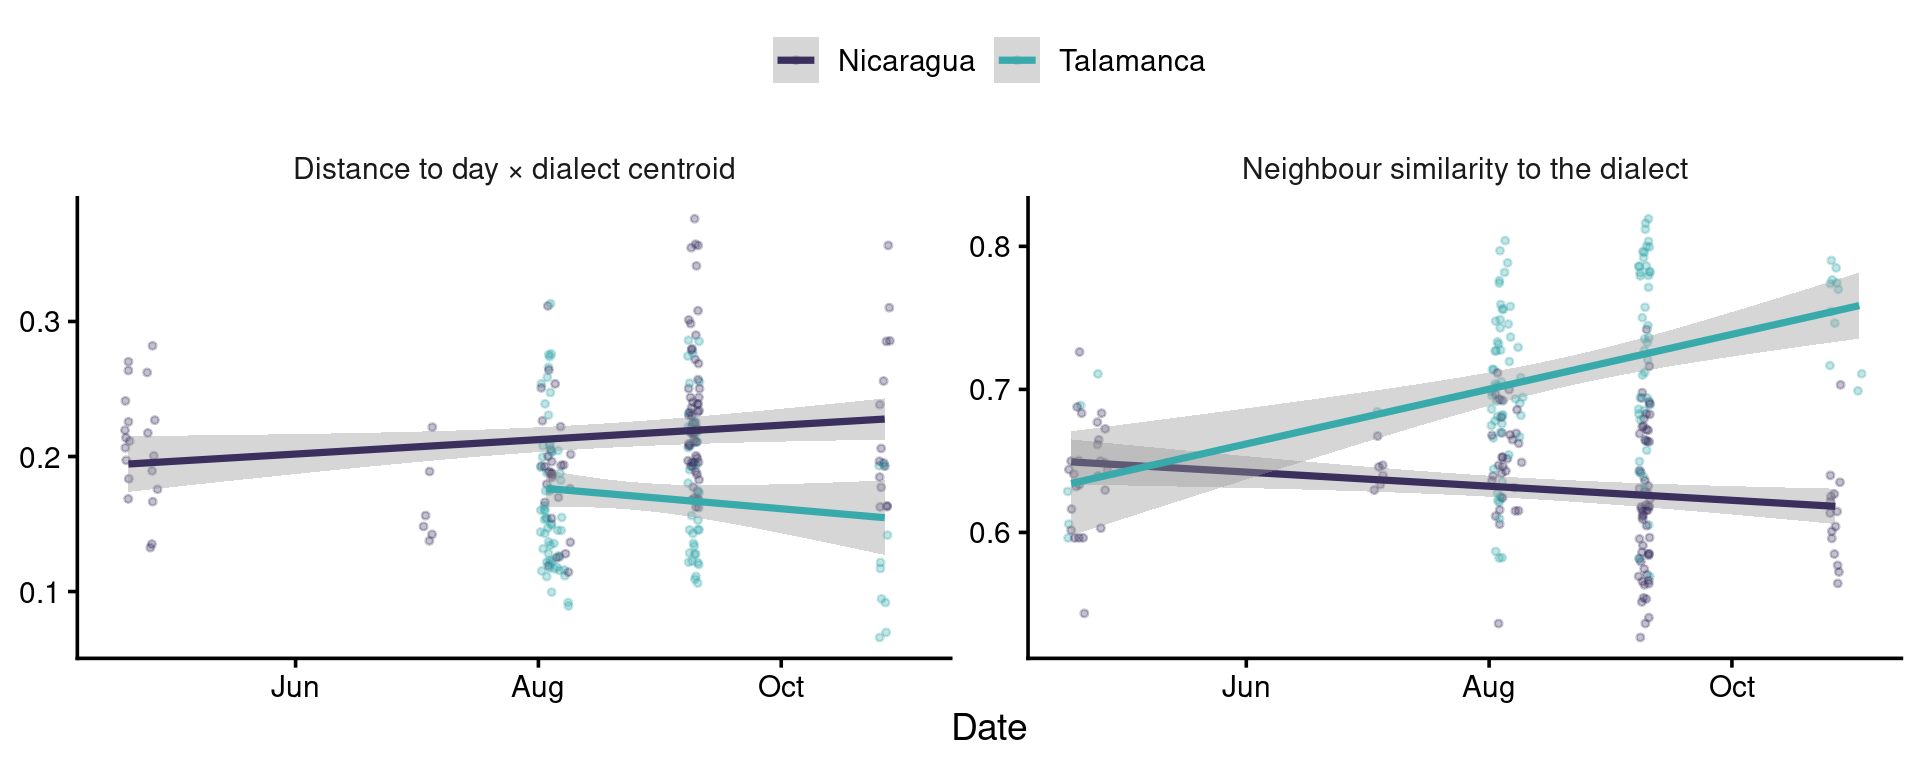 Nicaragua Talamanca
Distance to day × dialect centroid
Neighbour similarity to the dialect
0.3
0.2
0.1
0.8
0.7
0.6
Jun Aug Oct
Jun Aug Oct
Date